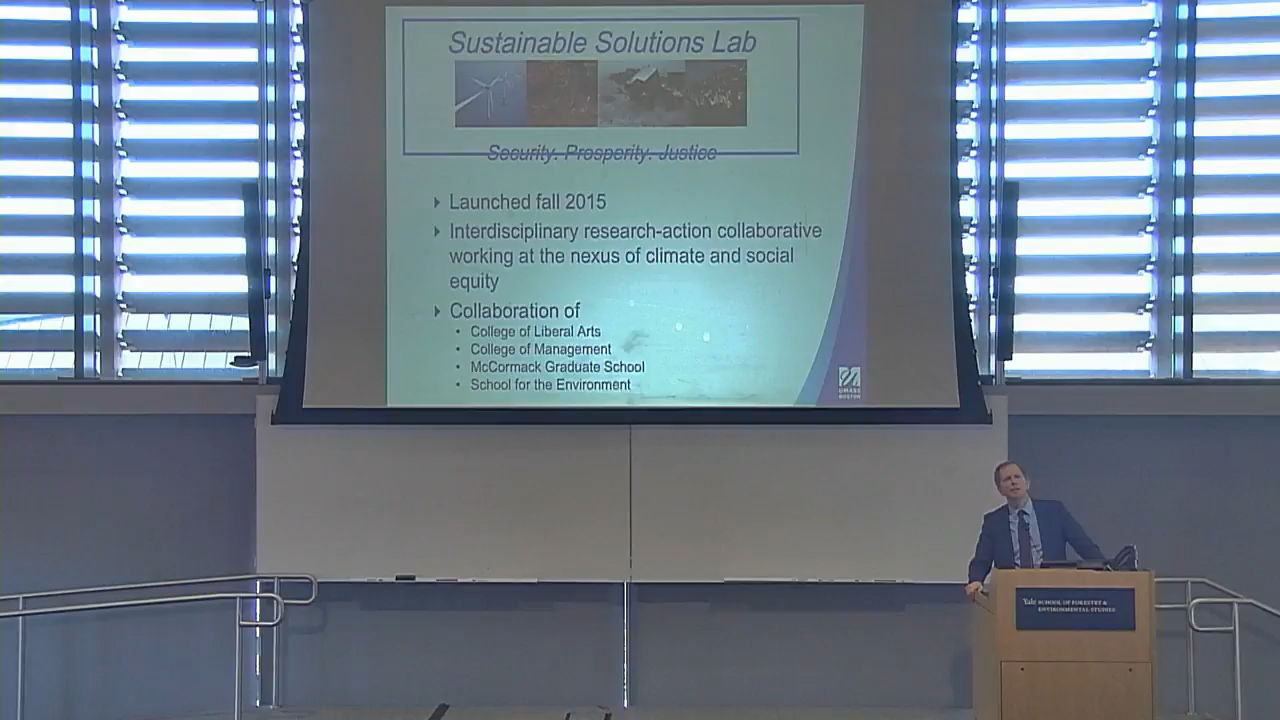 Sustainable Solutions Lab
Security. Prosperity. Justice
Launched fall 2015
Interdisciplinary research-action collaborative
working at the nexus of climate and social
equity
Collaboration of
• College of Liberal Arts
• College of Management
• McCormack Graduate School
• School for the Environment
UMASS
BOSTON
Yale SCHOOL OF FORESTRY &
ENVIRONMENTAL STUDIES